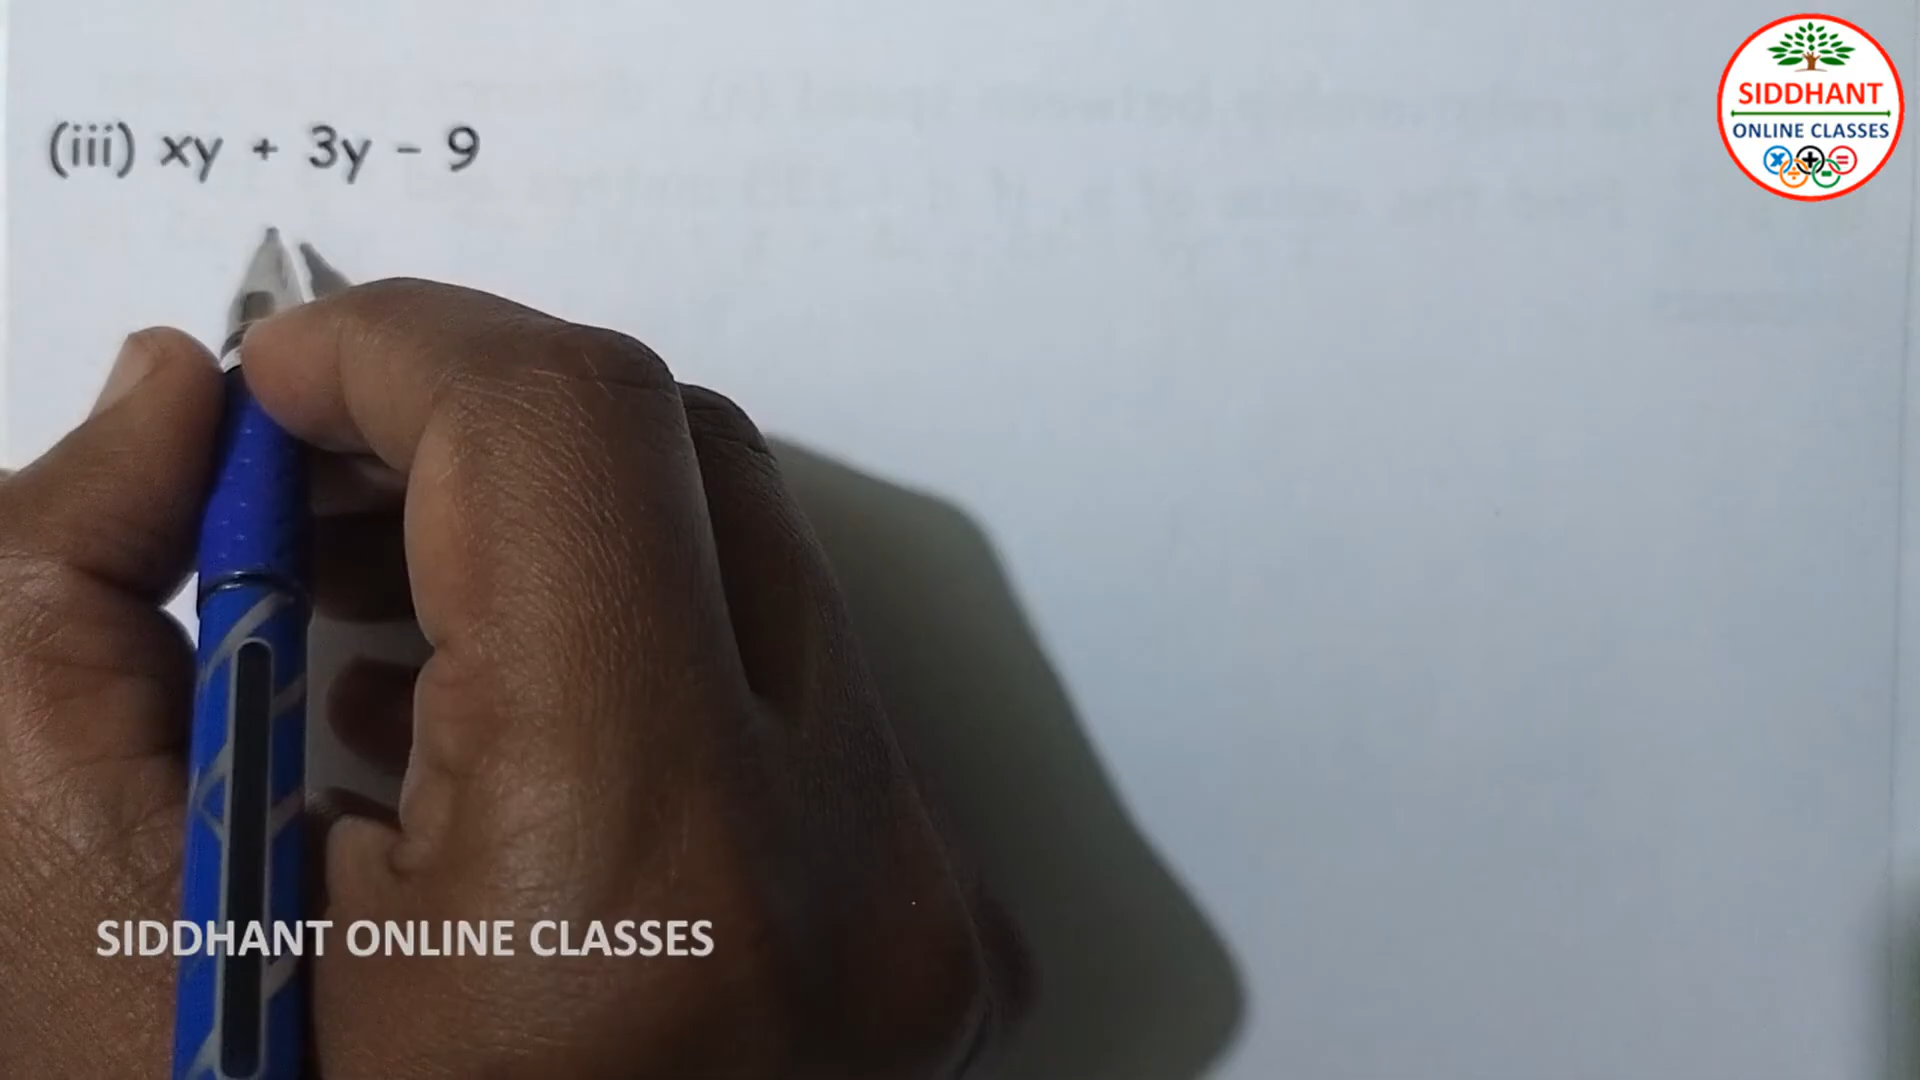 (iii) xy + 3y - 9
SIDDHANT
ONLINE CLASSES
SIDDHANT ONLINE CLASSES